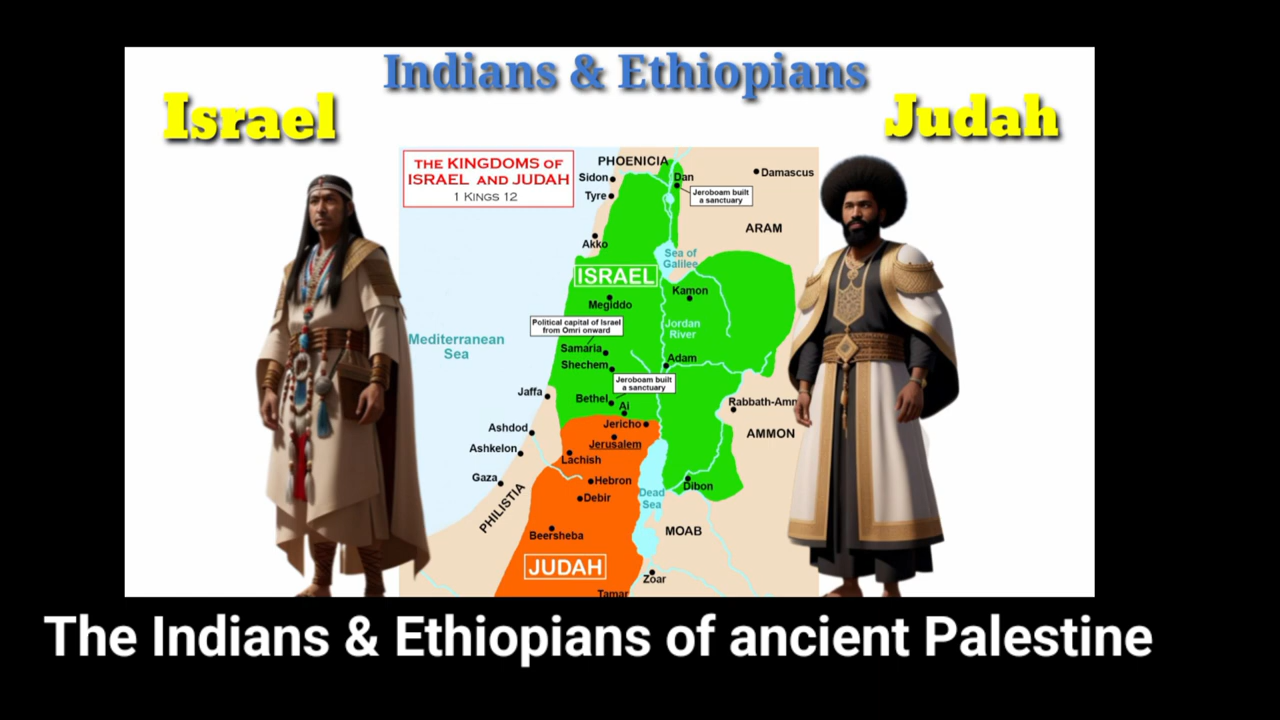 Indians & Ethiopians
Israel
Judah
THE KINGDOMS OF
ISRAEL AND JUDAH
1 KINGS 12
PHOENICIA
Sidon
Tyre
Dan
Damascus
Jeroboam built
a sanctuary
ARAM
Akko
Sea of
Galilee
ISRAEL
Kamon
Megiddo
Political capital of Israel
from Omri onward
Jordan
River
Mediterranean
Sea
Samaria
Shechem
Adam
Jeroboam built
a sanctuary
Jaffa
Bethel
Ai
Rabbath-Amn
Jericho
Ashdod
AMMON
Jerusalem
Ashkelon
Lachish
Gaza
Hebron
Dead
Sea
Dibon
Debir
PHILISTIA
Beersheba
MOAB
JUDAH
Zoar
Tamar
The Indians & Ethiopians of ancient Palestine